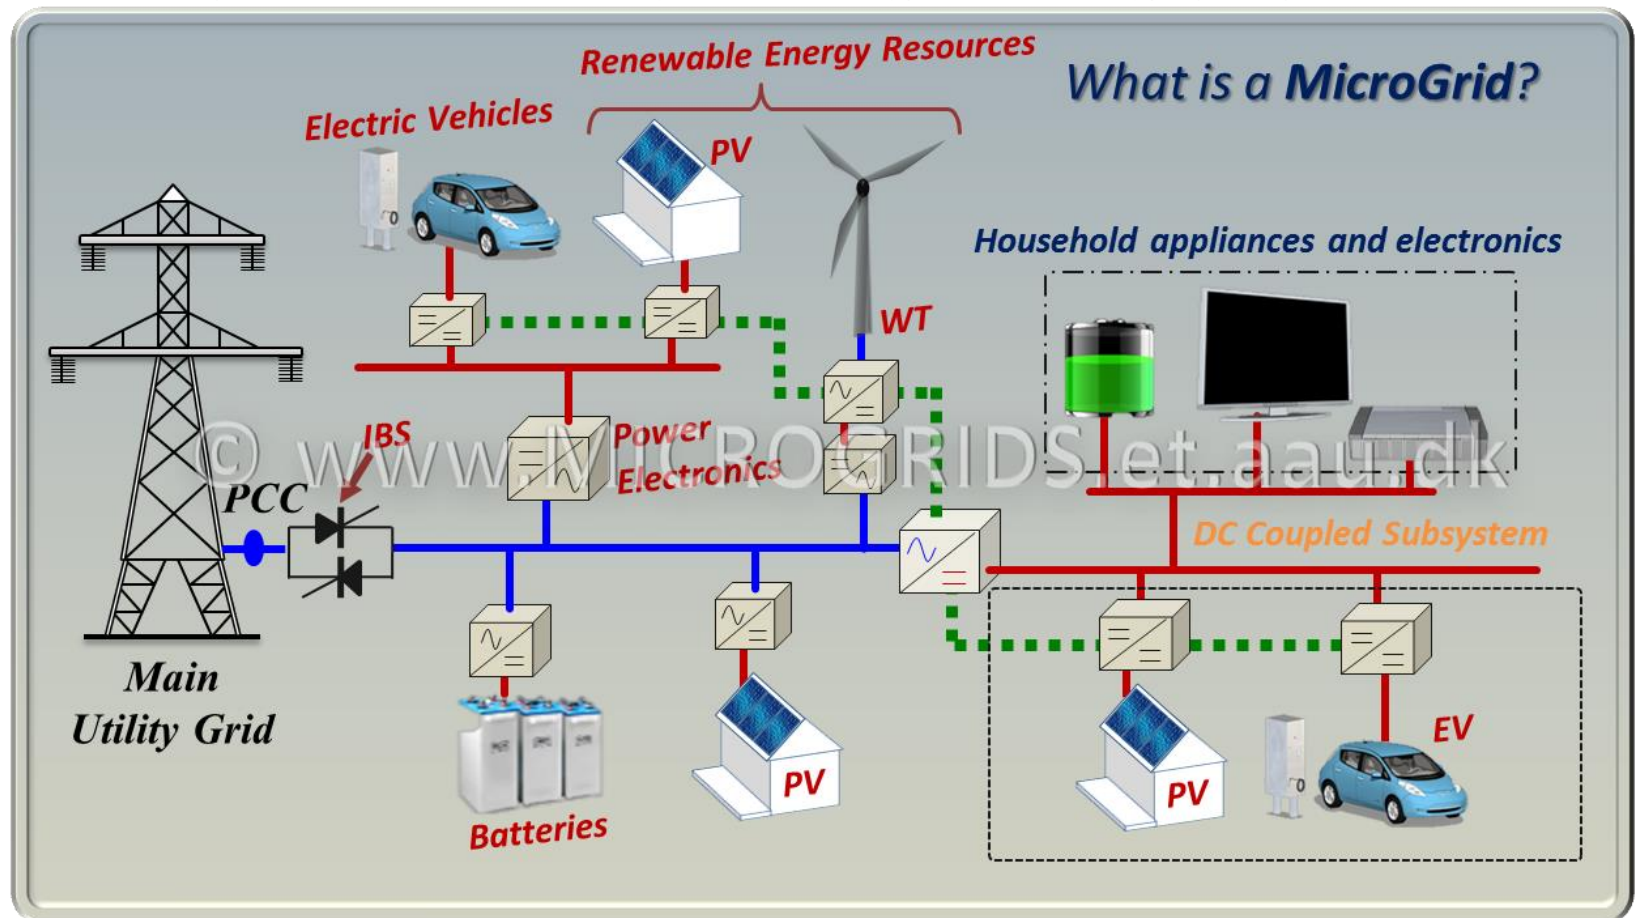 Renewable Energy Resources
What is a MicroGrid?
Electric Vehicles
PV
Household appliances and electronics
WT
IBS
Power
Electronics
© www.MICROGRIDS.et.aau.dk
PCC
DC Coupled Subsystem
Main
Utility Grid
EV
PV
PV
Batteries